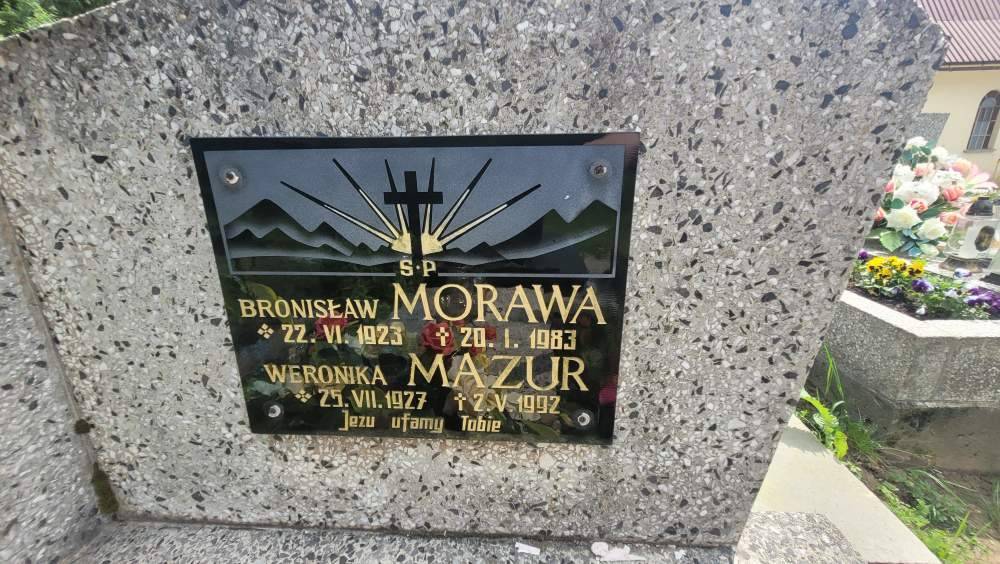 S·P
BRONISŁAW MORAWA
22. VI. 1923 † 20. I. 1983
WERONIKA MAZUR
25. VII. 1927 † 2. V. 1992
Jezu ufamy Tobie